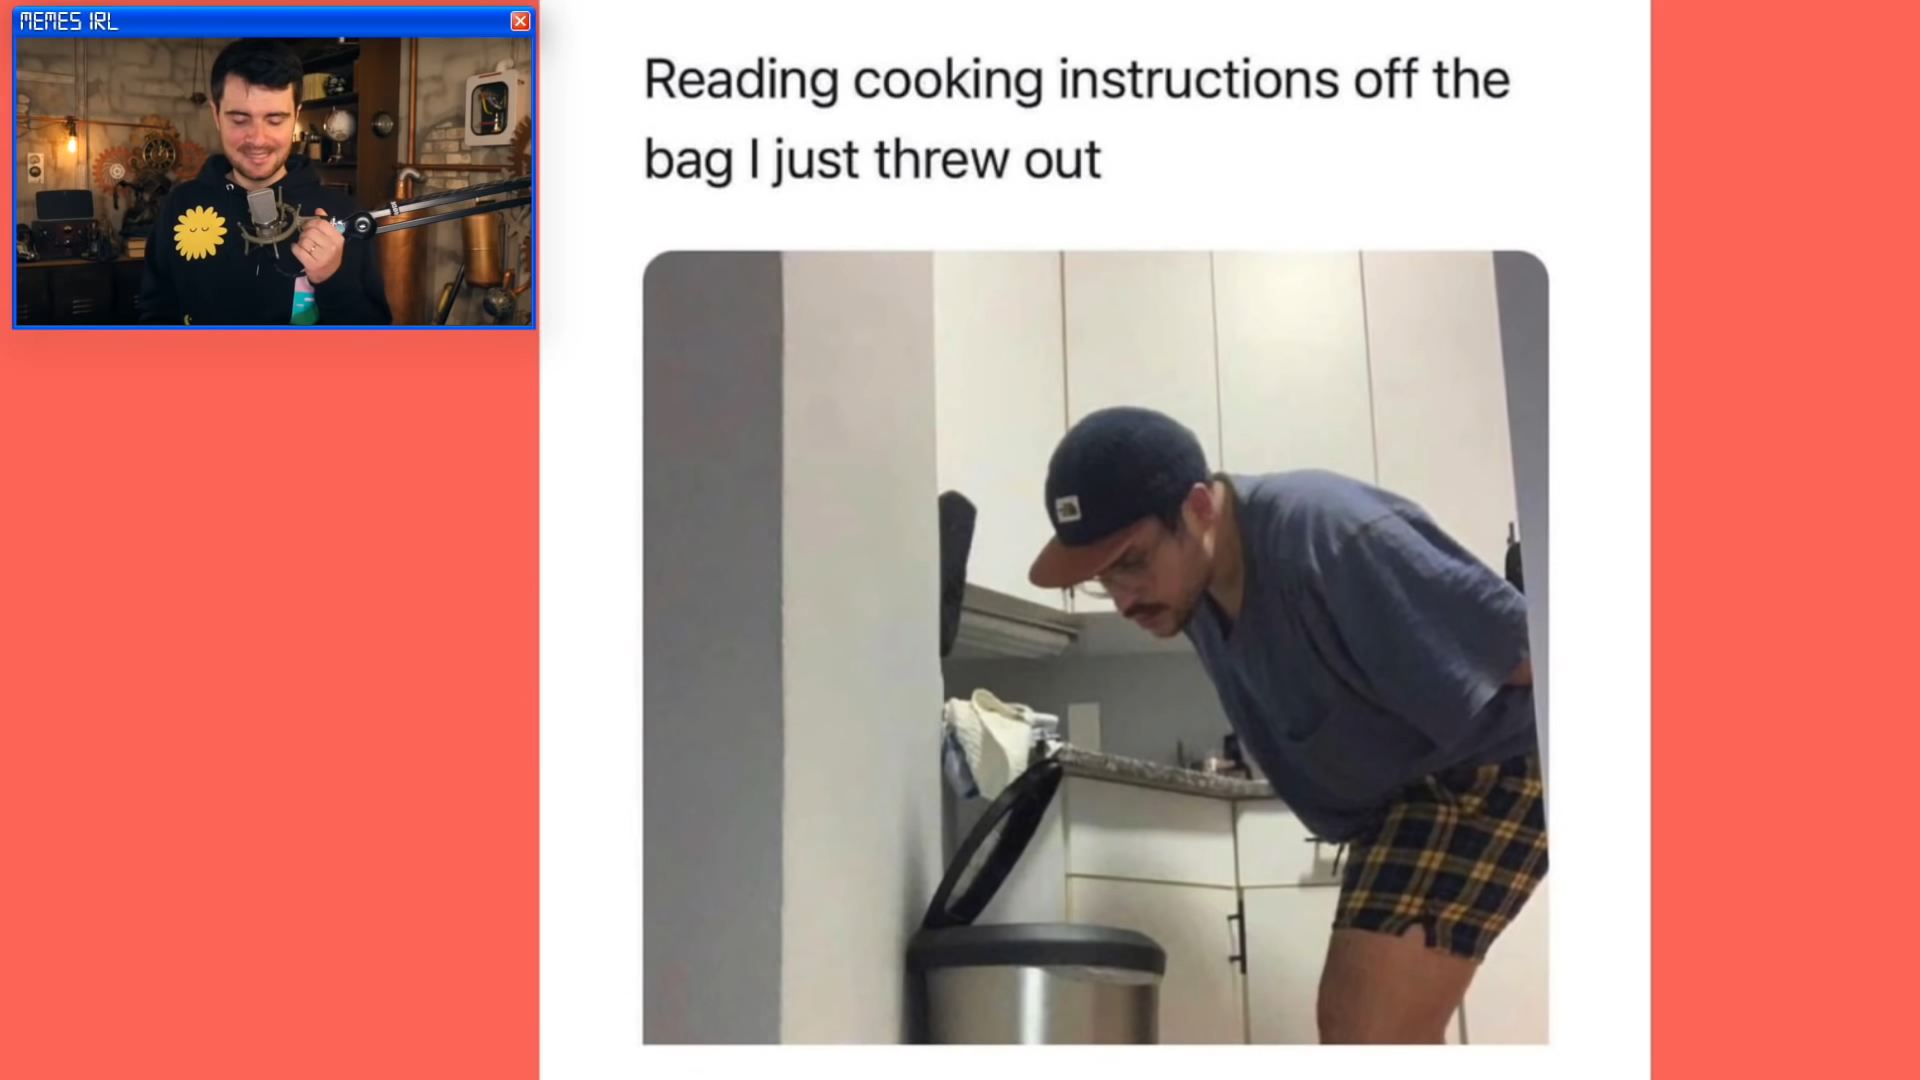 MEMES IRL
Reading cooking instructions off the
bag I just threw out